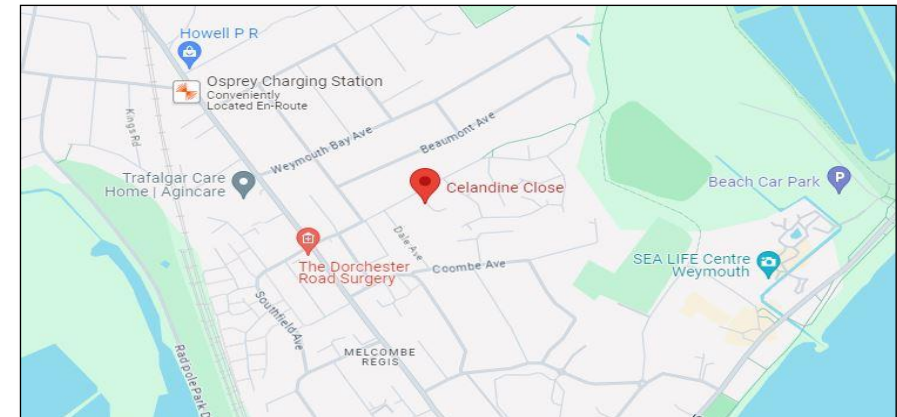 Howell P R
Osprey Charging Station
Conveniently
Located En-Route
Kings Rd
Weymouth Bay Ave
Beaumont Ave
Trafalgar Care
Home | Agincare
Celandine Close
Beach Car Park
P
Dale Ave
The Dorchester
Road Surgery
Coombe Ave
SEA LIFE Centre
Weymouth
Southfield Ave
MELCOMBE
REGIS
Radipole Park D